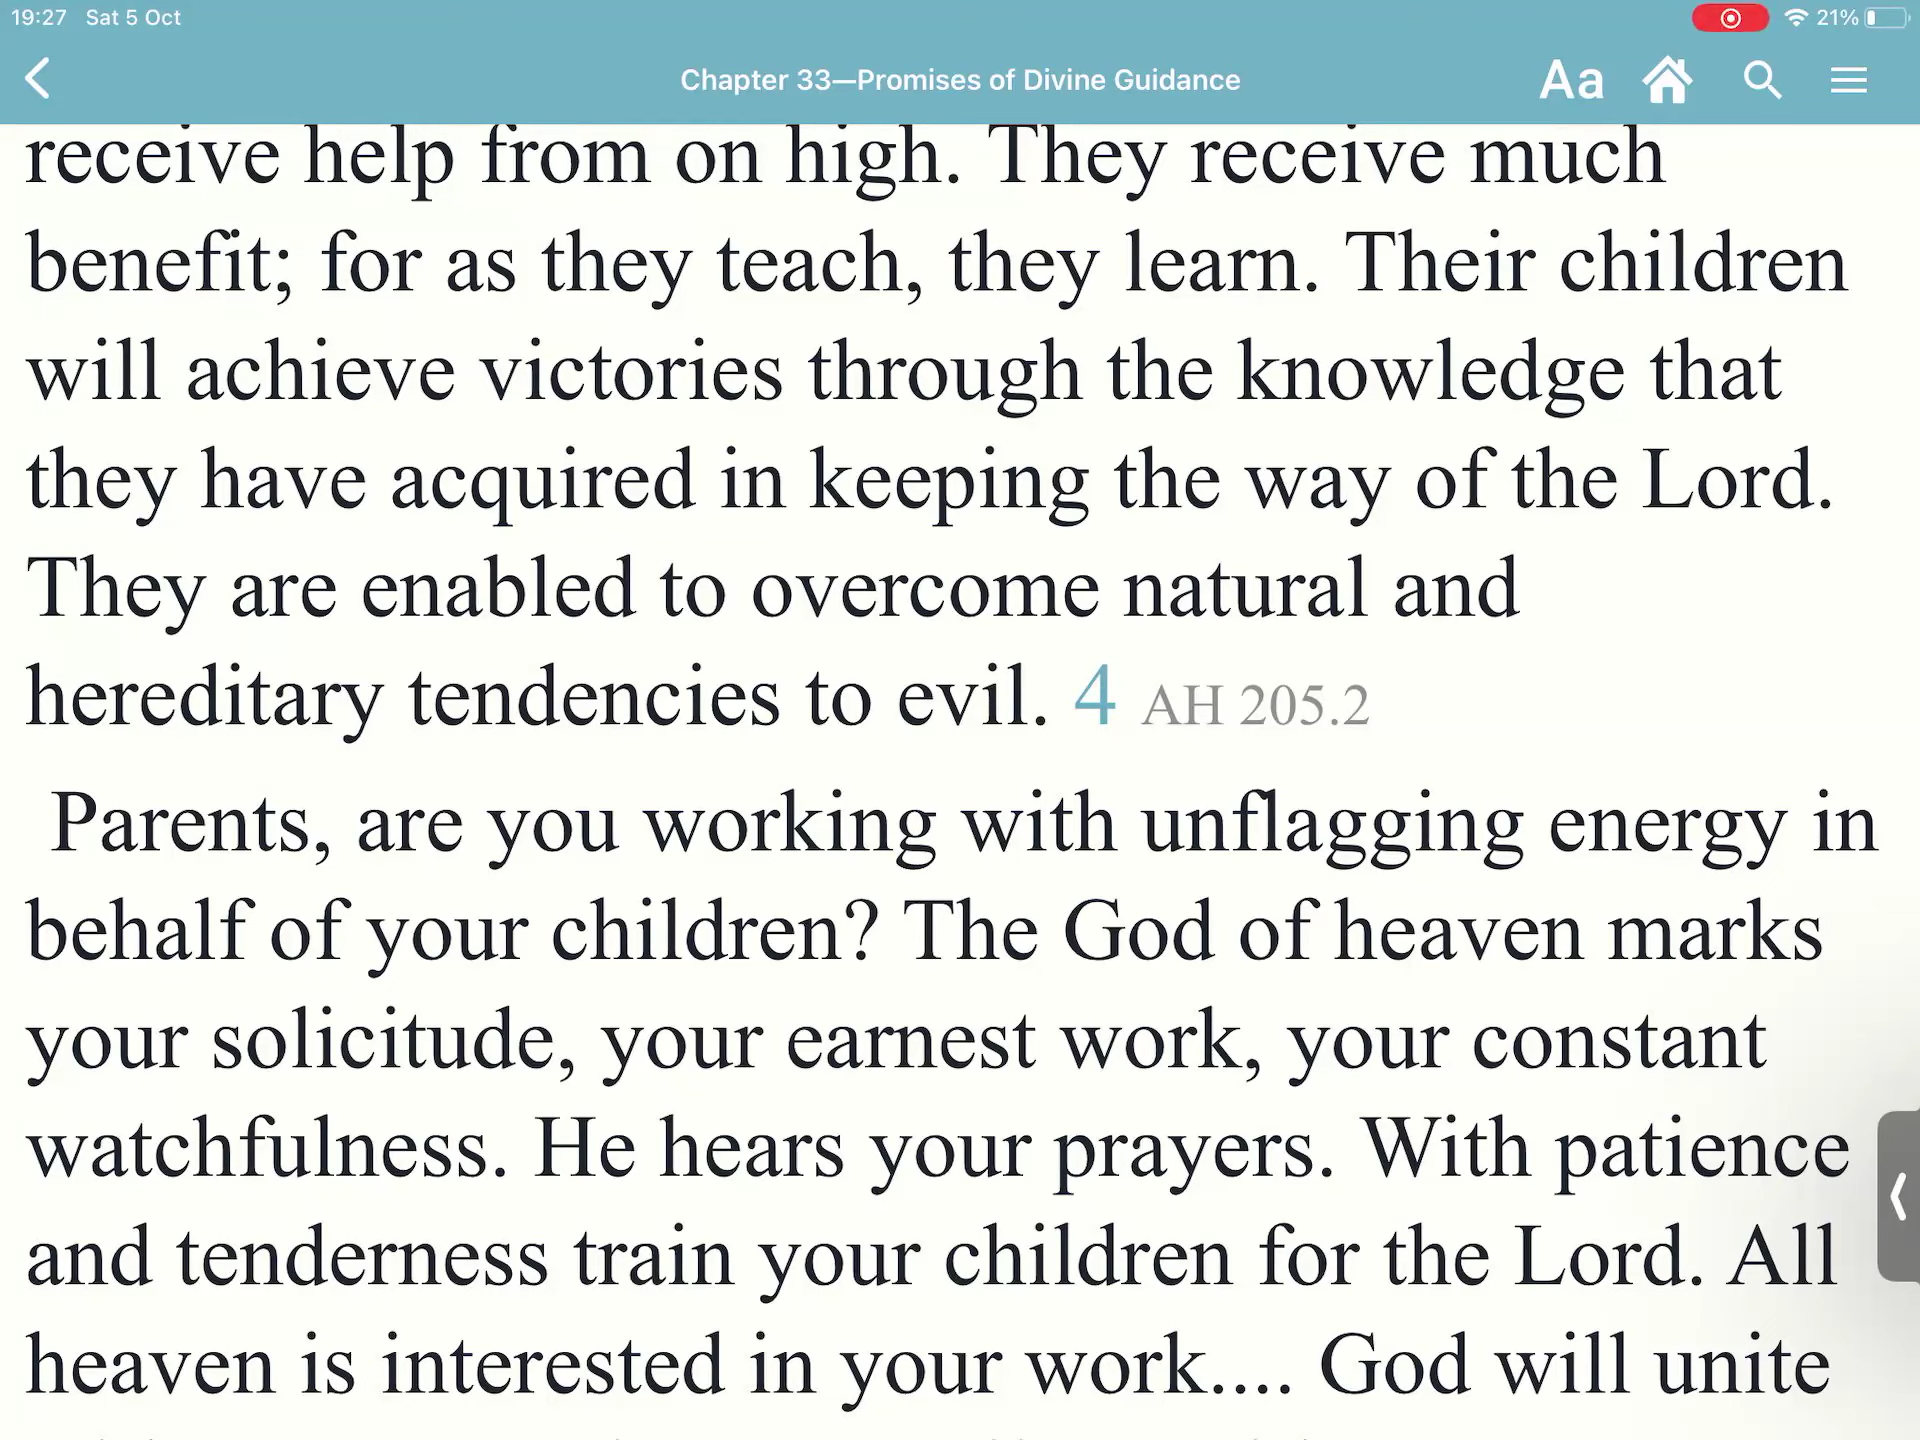 19:27 Sat 5 Oct
21%
Chapter 33—Promises of Divine Guidance
Aa
receive help from on high. They receive much
benefit; for as they teach, they learn. Their children
will achieve victories through the knowledge that
they have acquired in keeping the way of the Lord.
They are enabled to overcome natural and
hereditary tendencies to evil. 4 AH 205.2
Parents, are you working with unflagging energy in
behalf of your children? The God of heaven marks
your solicitude, your earnest work, your constant
watchfulness. He hears your prayers. With patience
and tenderness train your children for the Lord. All
heaven is interested in your work.... God will unite